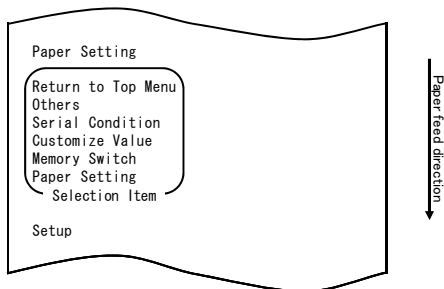 Paper Setting
Return to Top Menu
Others
Serial Condition
Customize Value
Memory Switch
Paper Setting
Selection Item
Setup
Paper feed direction